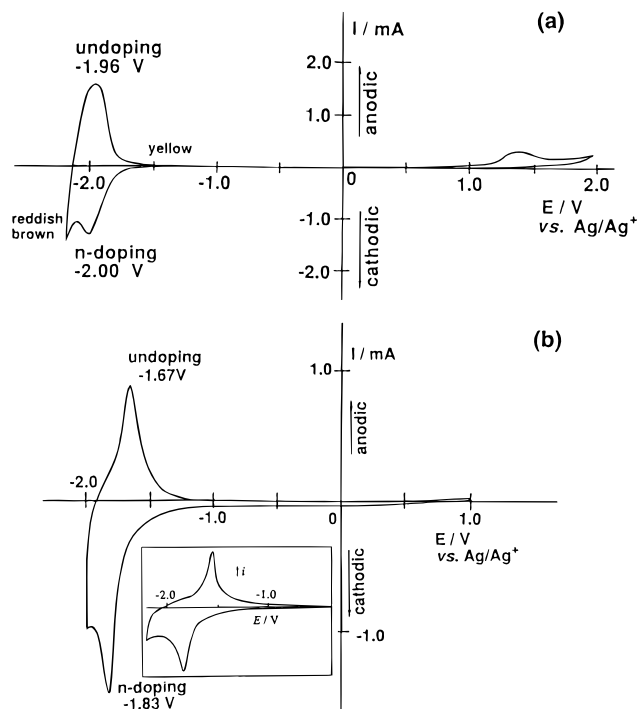 (a)
I / mA
undoping
-1.96 V
2.0
1.0
anodic
yellow
-2.0
-1.0
0
1.0
2.0
reddish
brown
n-doping
-2.00 V
-1.0
-2.0
cathodic
E / V
vs. Ag/Ag+
(b)
I / mA
undoping
-1.67V
1.0
anodic
-2.0
-1.0
0
1.0
E / V
vs. Ag/Ag+
cathodic
-1.0
↑i
-2.0
-1.0
E / V
n-doping
-1.83 V